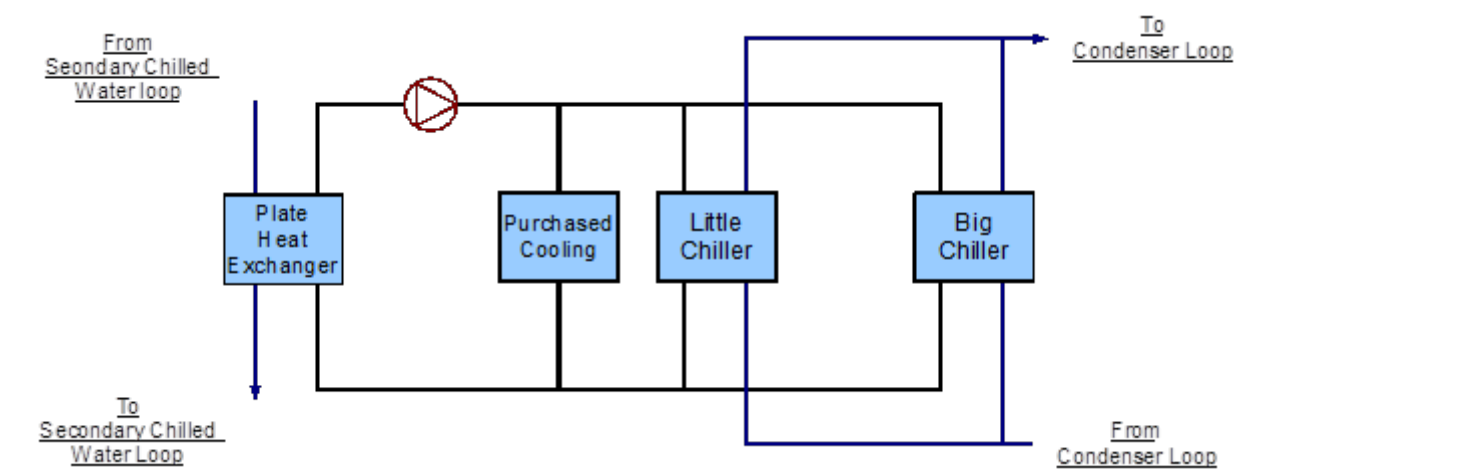 From
Seondary Chilled
Water loop
To
Condenser Loop
Plate
Heat
Exchanger
Purchased
Cooling
Little
Chiller
Big
Chiller
To
Secondary Chilled
Water Loop
From
Condenser Loop